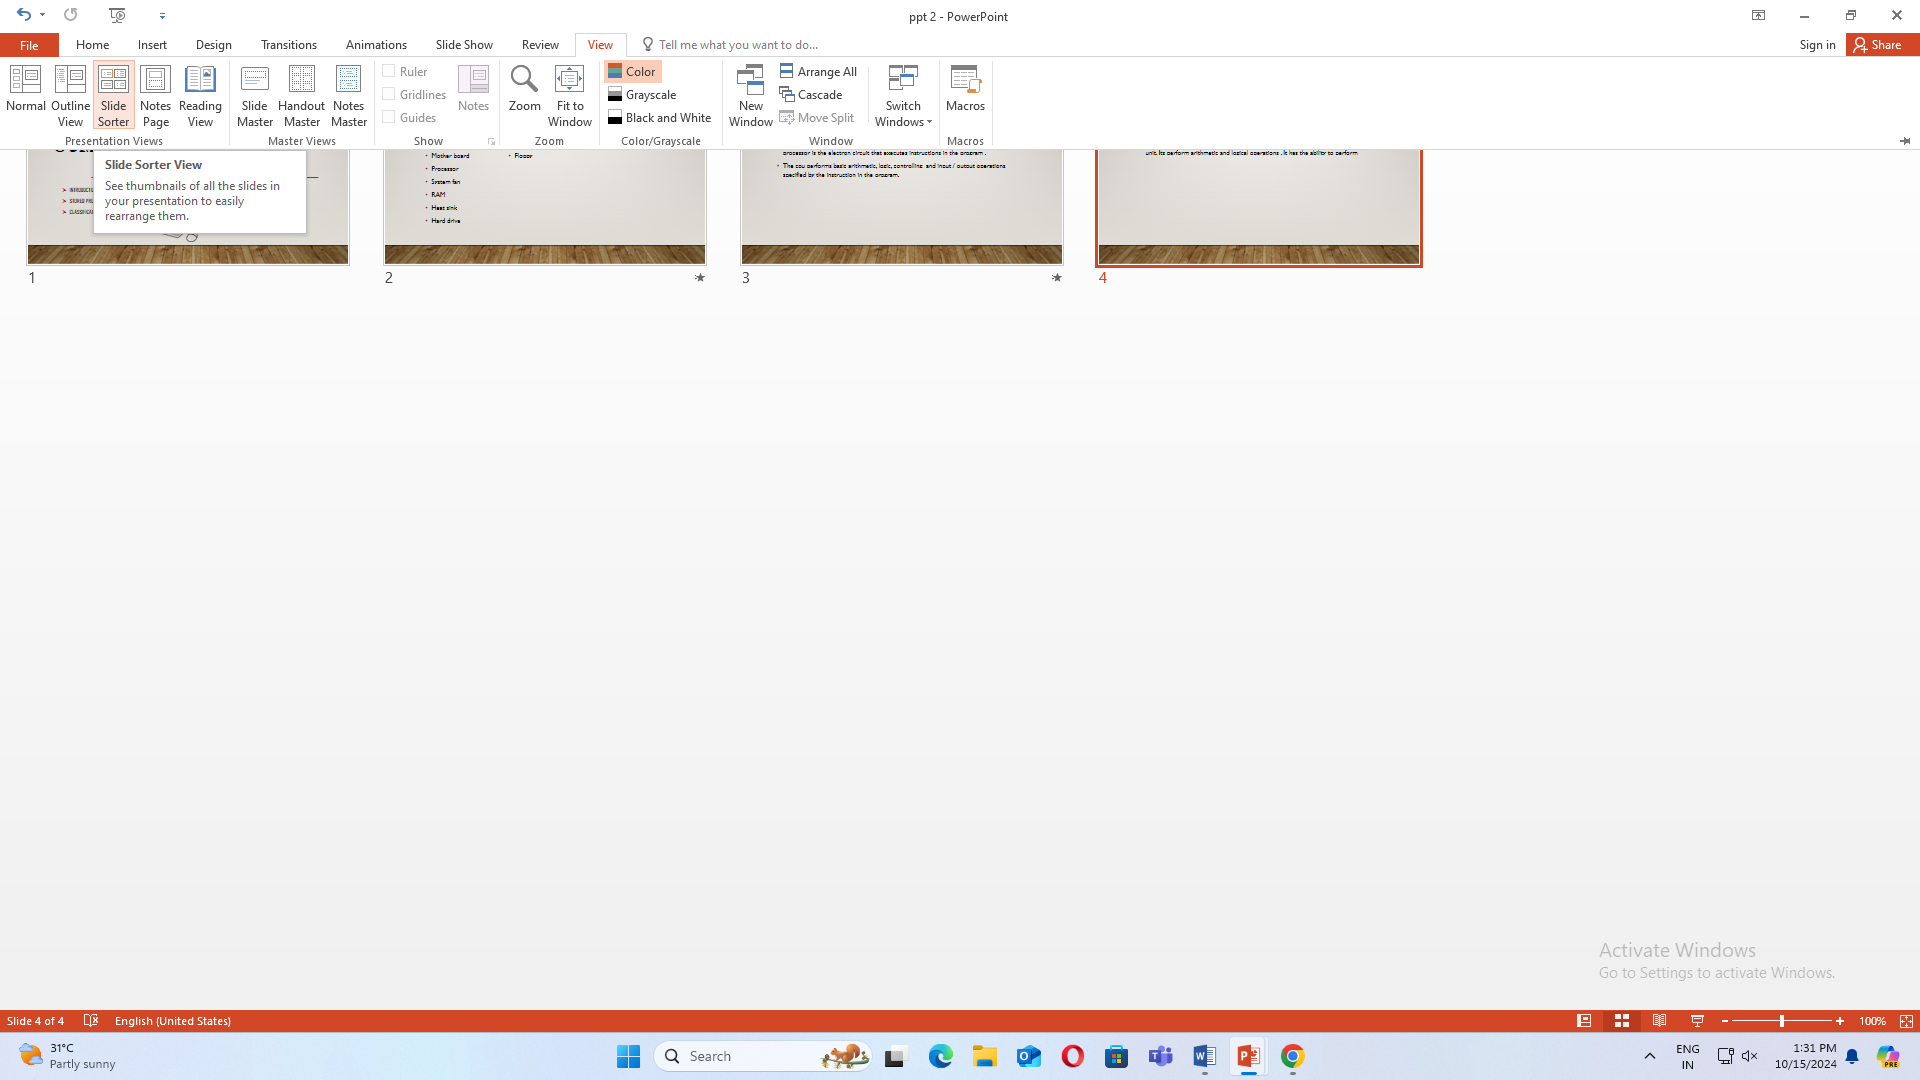 ppt 2 - PowerPoint
File Home Insert Design Transitions Animations Slide Show Review View Tell me what you want to do... Sign in Share
Normal Outline View Slide Sorter Notes Page Reading View
Presentation Views
Slide Master Handout Master Notes Master
Master Views
Ruler
Gridlines
Guides
Notes
Show
Zoom Fit to Window
Zoom
Color
Grayscale
Black and White
Color/Grayscale
New Window
Arrange All
Cascade
Move Split
Switch Windows
Window
Macros
Macros
Slide Sorter View
See thumbnails of all the slides in
your presentation to easily
rearrange them.
1
• Mother board
• Processor
• System fan
• RAM
• Heat sink
• Hard drive
2
processor is the electron circuit that executes instructions in the program .
• The cpu performs basic arithmetic, logic, controlling and input / output operations
specified by the instruction in the program.
3
unit. Its perform arithmetic and logical operations . It has the ability to perform
4
Activate Windows
Go to Settings to activate Windows.
Slide 4 of 4 English (United States) 100%
31°C
Partly sunny
Search
ENG
IN
1:31 PM
10/15/2024
PRE